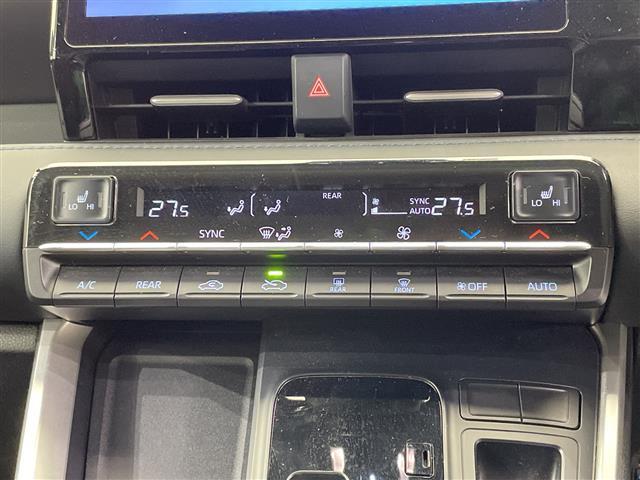 REAR
LO HI
27.5
SYNC
AUTO
27.5
LO HI
SYNC
A/C
REAR
REAR
FRONT
OFF
AUTO